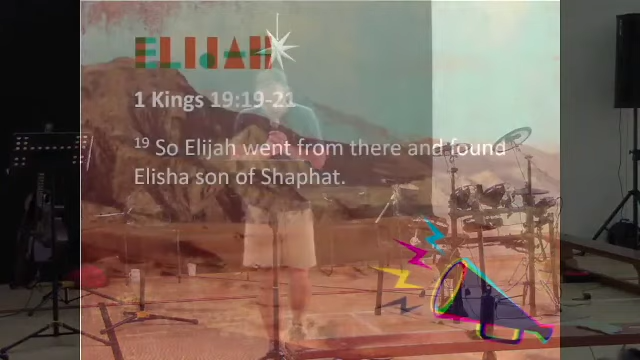 ELIJAH
1 Kings 19:19-21
19 So Elijah went from there and found
Elisha son of Shaphat.